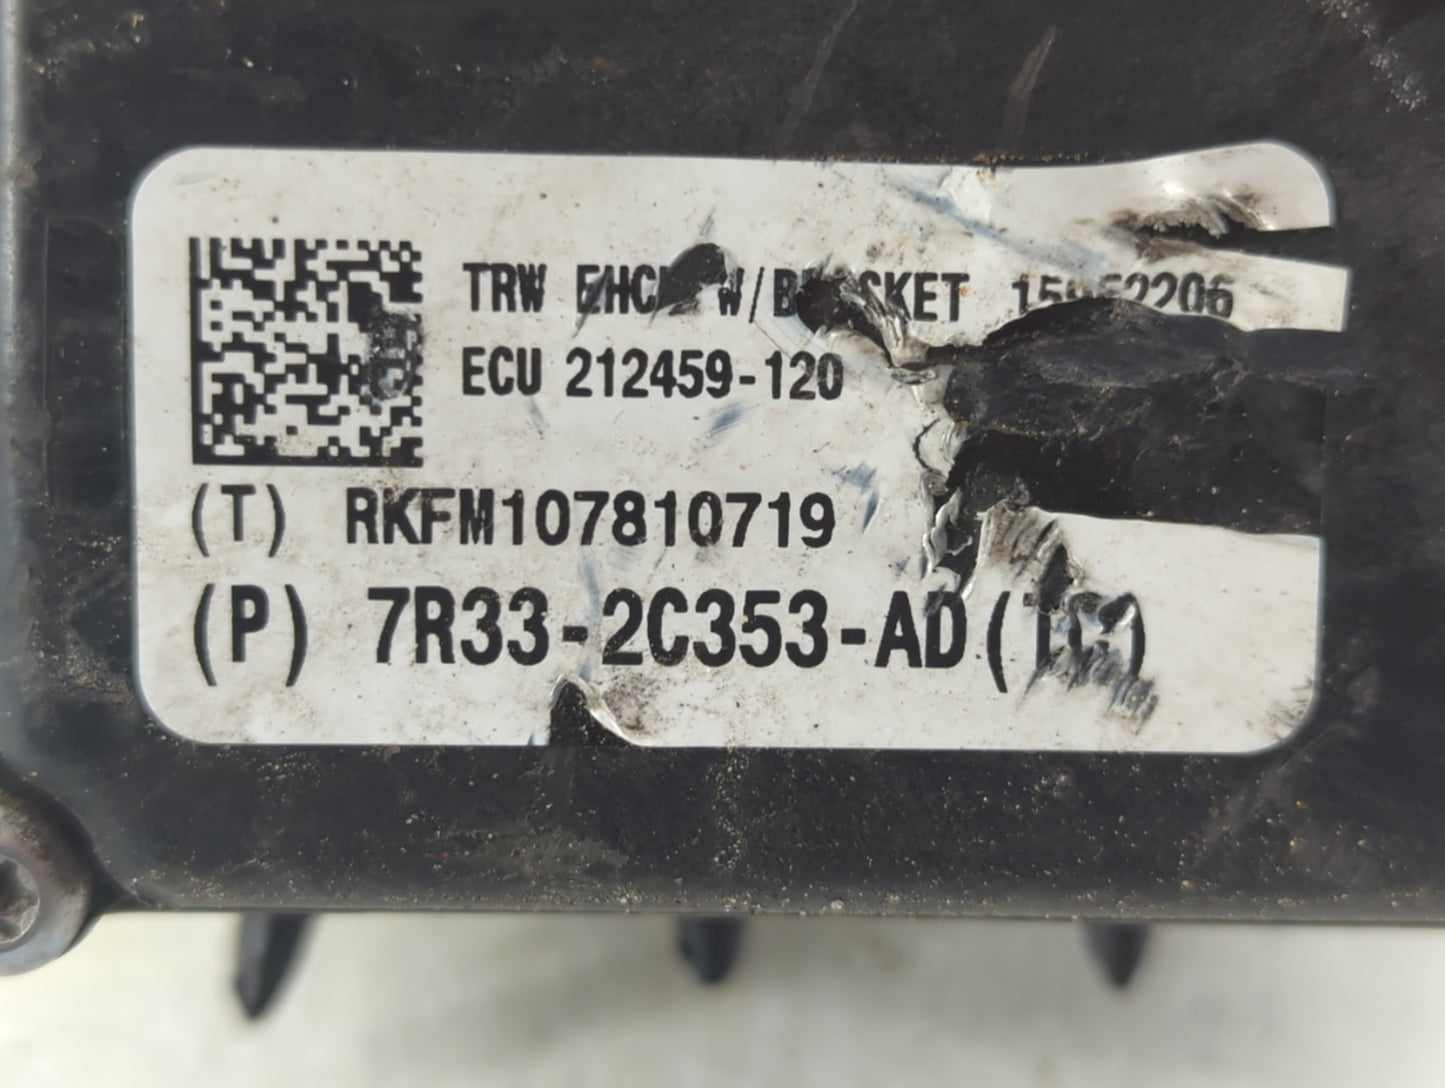 TRW
ECU 212459-120
(T) RKFM107810719
(P) 7R33-2C353-AD